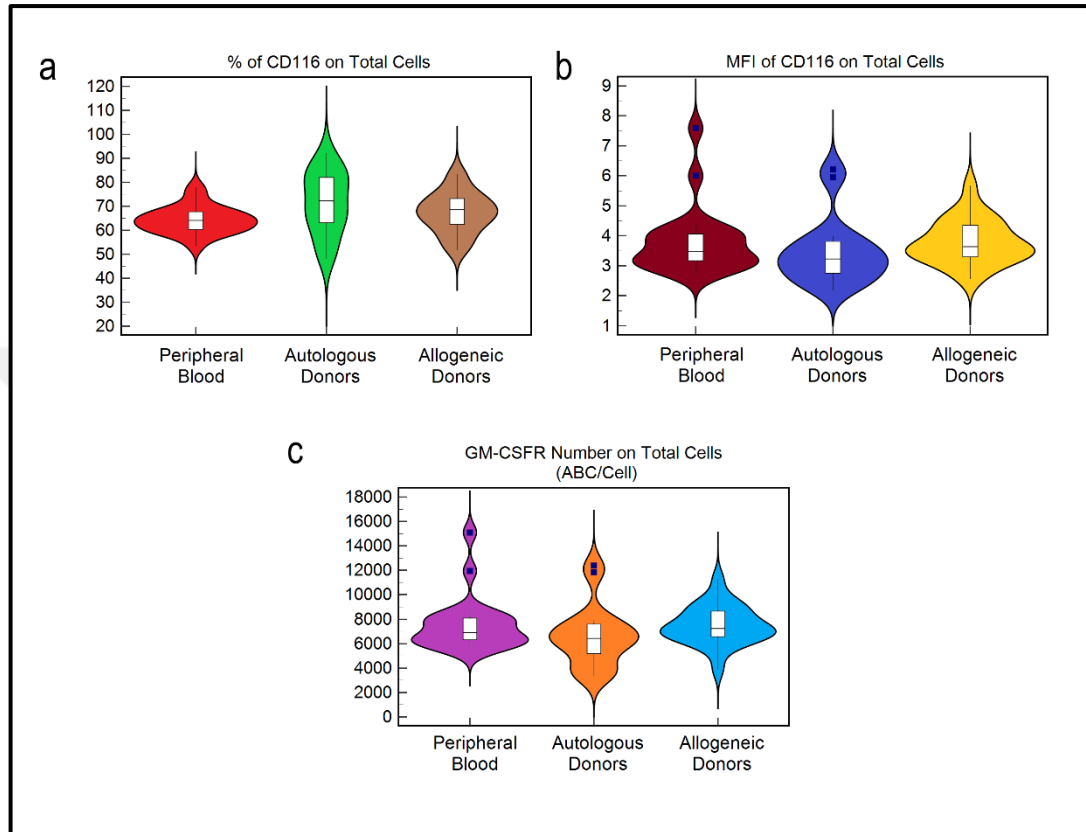 a
% of CD116 on Total Cells
120
110
100
90
80
70
60
50
40
30
20
Peripheral
Blood
Autologous
Donors
Allogeneic
Donors
b
MFI of CD116 on Total Cells
9
8
7
6
5
4
3
2
1
Peripheral
Blood
Autologous
Donors
Allogeneic
Donors
c
GM-CSFR Number on Total Cells
(ABC/Cell)
18000
16000
14000
12000
10000
8000
6000
4000
2000
0
Peripheral
Blood
Autologous
Donors
Allogeneic
Donors